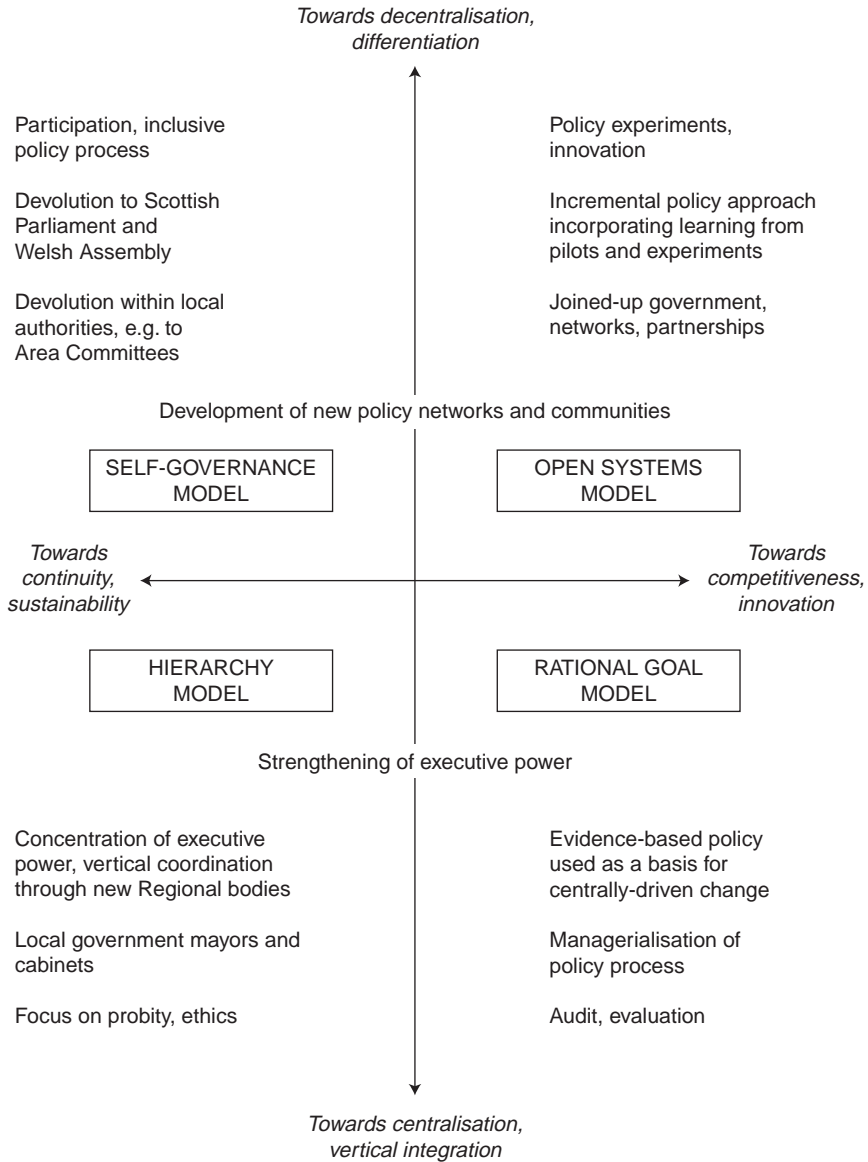 Towards decentralisation,
differentiation
Participation, inclusive
policy process
Devolution to Scottish
Parliament and
Welsh Assembly
Devolution within local
authorities, e.g. to
Area Committees
Policy experiments,
innovation
Incremental policy approach
incorporating learning from
pilots and experiments
Joined-up government,
networks, partnerships
Development of new policy networks and communities
SELF-GOVERNANCE
MODEL
OPEN SYSTEMS
MODEL
Towards
continuity,
sustainability
Towards
competitiveness,
innovation
HIERARCHY
MODEL
RATIONAL GOAL
MODEL
Strengthening of executive power
Concentration of executive
power, vertical coordination
through new Regional bodies
Local government mayors and
cabinets
Focus on probity, ethics
Evidence-based policy
used as a basis for
centrally-driven change
Managerialisation of
policy process
Audit, evaluation
Towards centralisation,
vertical integration